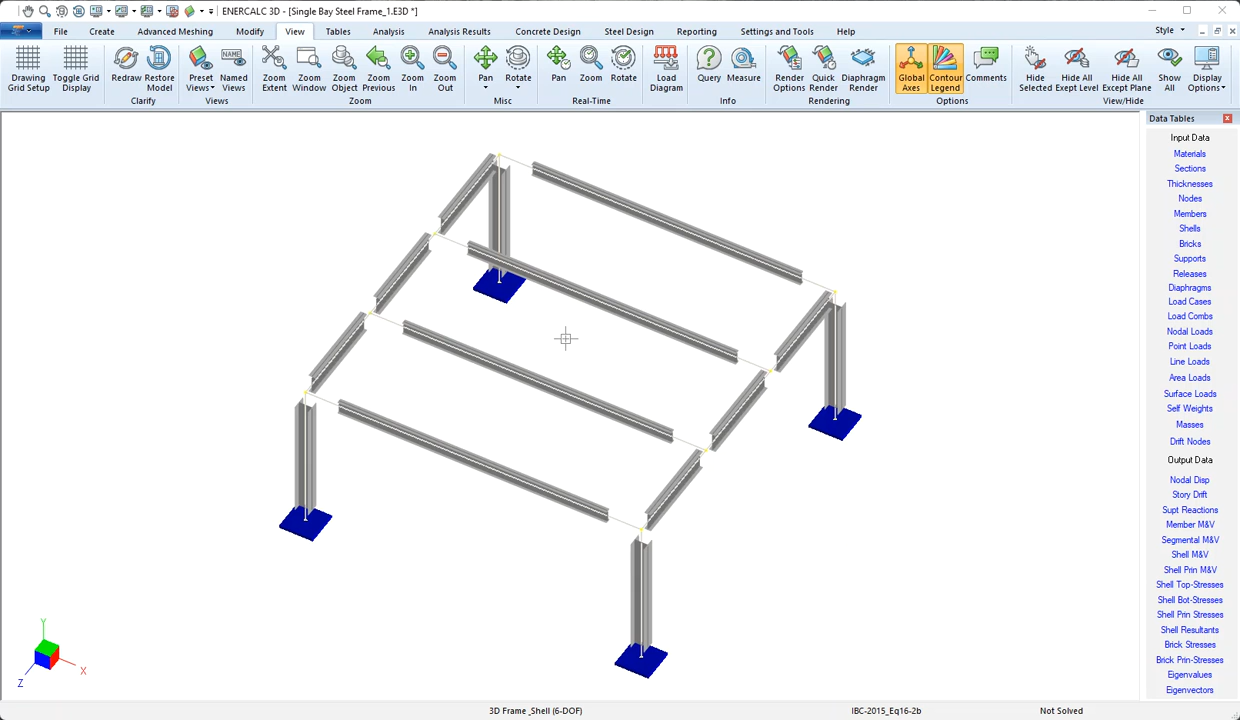 ENERCALC 3D - [Single Bay Steel Frame_1.E3D *]
File Create Advanced Meshing Modify View Tables Analysis Analysis Results Concrete Design Steel Design Reporting Settings and Tools Help Style
Drawing Grid Setup
Toggle Grid Display
Redraw
Restore Model
Clarify
Preset Views
Named Views
Views
Zoom Extent
Zoom Window
Zoom Object
Zoom Previous
Zoom In
Zoom Out
Zoom
Pan
Rotate
Misc
Pan
Zoom
Rotate
Real-Time
Load Diagram
Query
Measure
Info
Render Options
Quick Render
Diaphragm Render
Rendering
Global Axes
Contour Legend
Comments
Options
Hide Selected
Hide All Exept Level
Hide All Except Plane
Show All
Display Options
View/Hide
NAME
Data Tables
Input Data
Materials
Sections
Thicknesses
Nodes
Members
Shells
Bricks
Supports
Releases
Diaphragms
Load Cases
Load Combs
Nodal Loads
Point Loads
Line Loads
Area Loads
Surface Loads
Self Weights
Masses
Drift Nodes
Output Data
Nodal Disp
Story Drift
Supt Reactions
Member M&V
Segmental M&V
Shell M&V
Shell Prin M&V
Shell Top-Stresses
Shell Bot-Stresses
Shell Prin Stresses
Shell Resultants
Brick Stresses
Brick Prin-Stresses
Eigenvalues
Eigenvectors
Y
X
Z
3D Frame_Shell (6-DOF) IBC-2015_Eq16-2b Not Solved